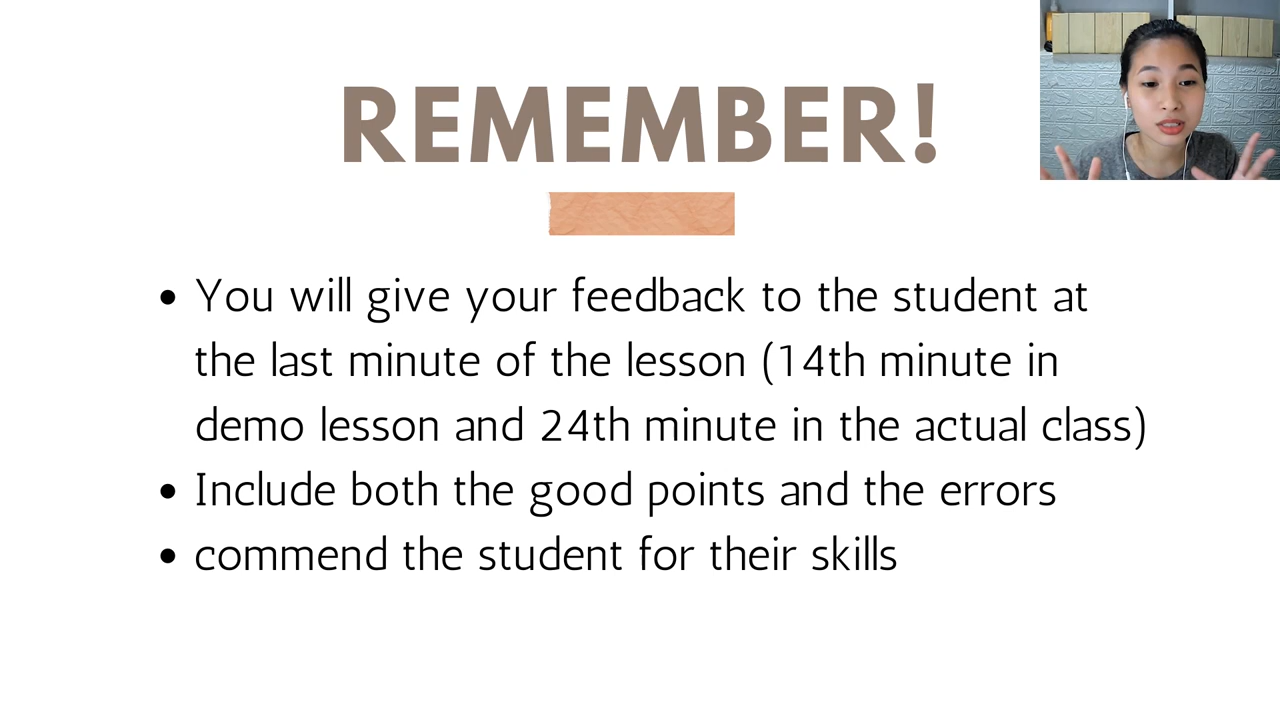 REMEMBER!
• You will give your feedback to the student at
the last minute of the lesson (14th minute in
demo lesson and 24th minute in the actual class)
• Include both the good points and the errors
• commend the student for their skills